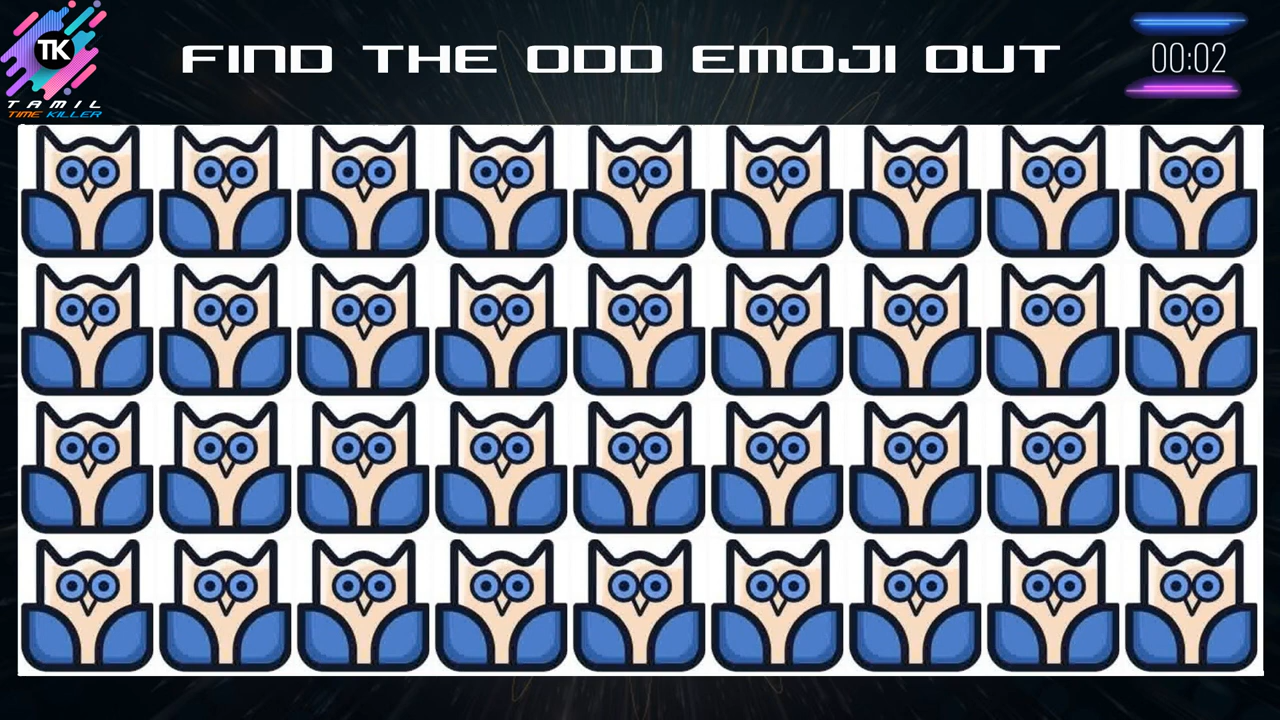 TK
TAMIL
TIME KILLER
FIND THE ODD EMOJI OUT
00:02